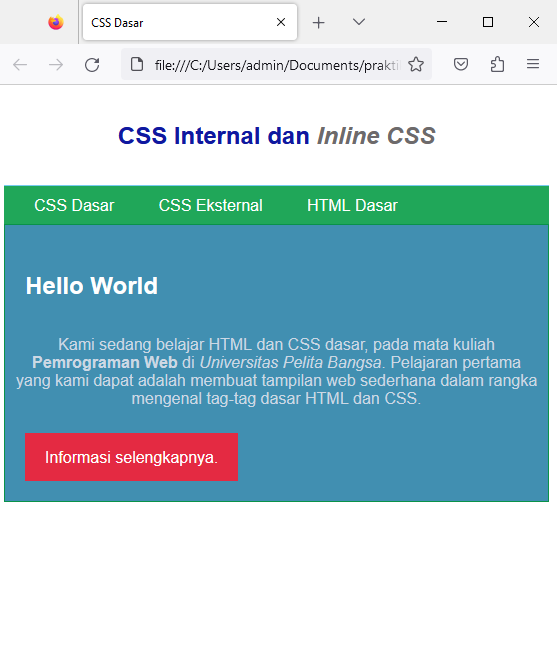 CSS Dasar
file:///C:/Users/admin/Documents/prakti
CSS Internal dan Inline CSS
CSS Dasar CSS Eksternal HTML Dasar
Hello World
Kami sedang belajar HTML dan CSS dasar, pada mata kuliah
Pemrograman Web di Universitas Pelita Bangsa. Pelajaran pertama
yang kami dapat adalah membuat tampilan web sederhana dalam rangka
mengenal tag-tag dasar HTML dan CSS.
Informasi selengkapnya.